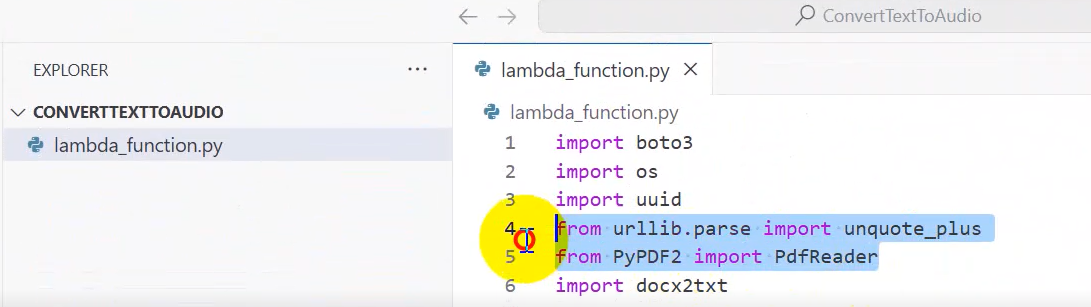 ConvertTextToAudio
EXPLORER
...
lambda_function.py
CONVERTTEXTTOAUDIO
lambda_function.py
lambda_function.py
1 import boto3
2 import os
3 import uuid
4 from urllib.parse import unquote_plus
5 from PyPDF2 import PdfReader
6 import docx2txt